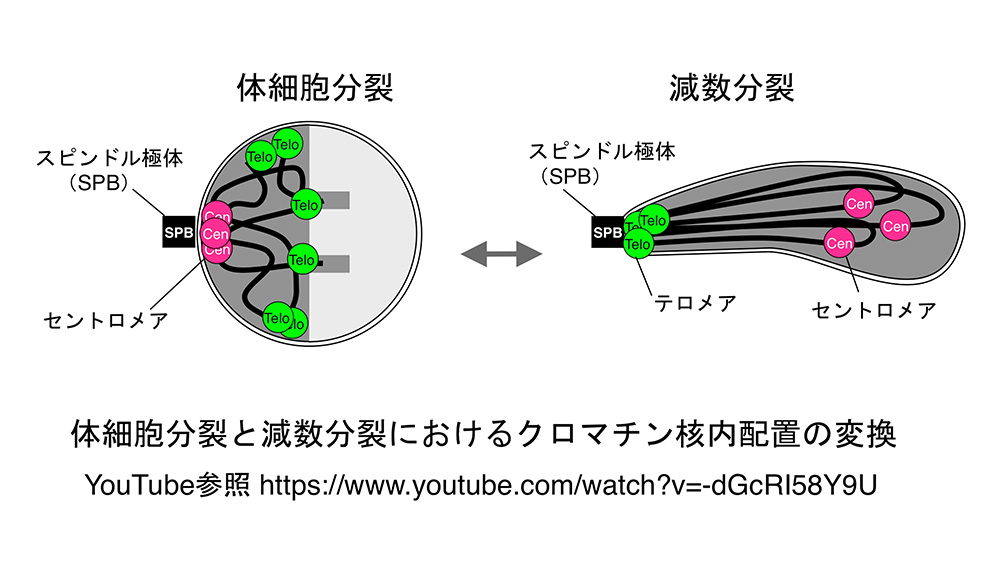 体細胞分裂
減数分裂
スピンドル極体
（SPB）
SPB
セントロメア
Cen
Cen
Cen
Telo
Telo
Telo
Telo
Telo
elo
スピンドル極体
（SPB）
SPB
Telo
Te
Telo
テロメア
Cen
Cen
Cen
セントロメア
体細胞分裂と減数分裂におけるクロマチン核内配置の変換
YouTube参照 https://www.youtube.com/watch?v=-dGcRI58Y9U